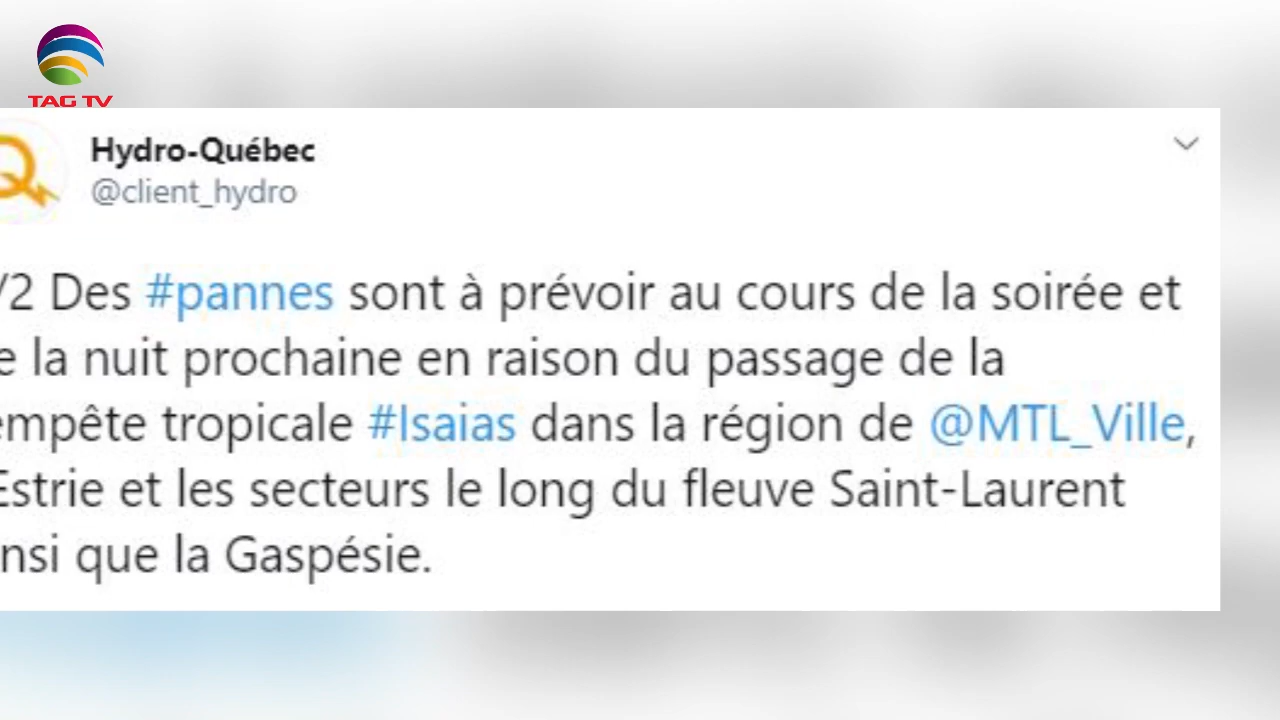 TAG TV
Hydro-Québec
@client_hydro
/2 Des #pannes sont à prévoir au cours de la soirée et
e la nuit prochaine en raison du passage de la
empête tropicale #Isaias dans la région de @MTL_Ville,
Estrie et les secteurs le long du fleuve Saint-Laurent
nsi que la Gaspésie.